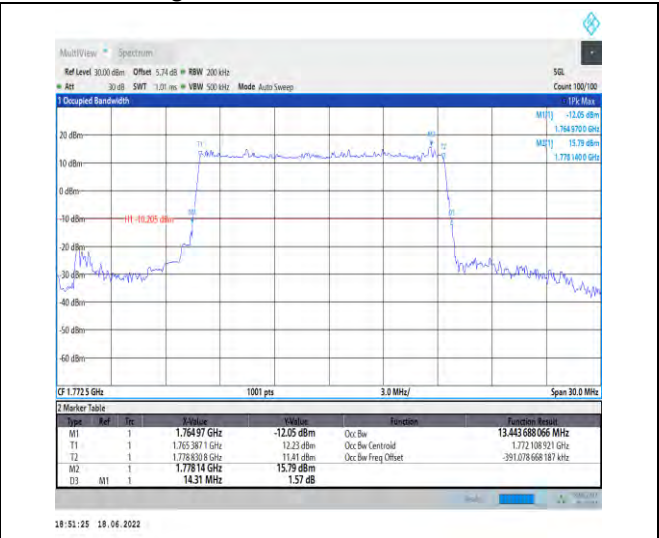 MultiView Spectrum
Ref Level 30.00 dBm Offset 5.74 dB RBW 200 kHz SGL
Att 30 dB SWT 1.01 ms VBW 500 kHz Mode Auto Sweep Count 100/100
1 Occupied Bandwidth 1Pk Max
M1[1] -12.05 dBm
1.764 970 0 GHz
M2[1] 15.79 dBm
1.778 140 0 GHz
M2
T1 T2
20 dBm
10 dBm
0 dBm
-10 dBm H1 -10.205 dBm M1 D1
-20 dBm
-30 dBm
-40 dBm
-50 dBm
-60 dBm
CF 1.772 5 GHz 1001 pts 3.0 MHz/ Span 30.0 MHz
2 Marker Table
Type Ref Trc X-Value Y-Value Function Function Result
M1 1 1.764 97 GHz -12.05 dBm Occ Bw 13.443 688 066 MHz
T1 1 1.765 387 1 GHz 12.23 dBm Occ Bw Centroid 1.772 108 921 GHz
T2 1 1.778 830 8 GHz 11.41 dBm Occ Bw Freq Offset -391.078 668 187 kHz
M2 1 1.778 14 GHz 15.79 dBm
D3 M1 1 14.31 MHz 1.57 dB
18:51:25 18.06.2022